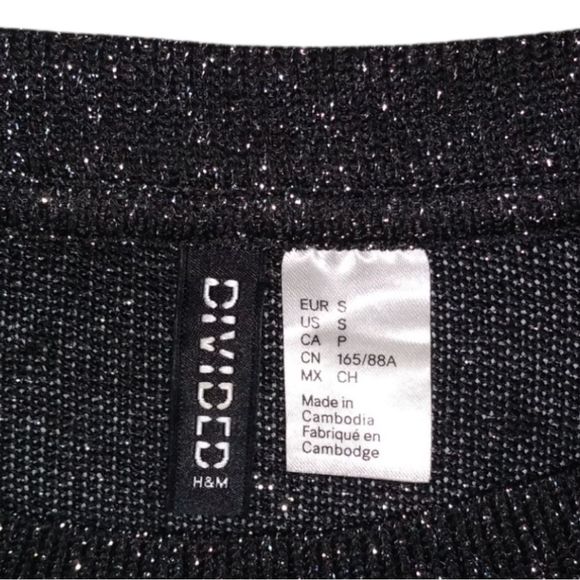 DIVIDED
H&M
EUR S
US S
CA P
CN 165/88A
MX CH
Made in
Cambodia
Fabriqué en
Cambodge